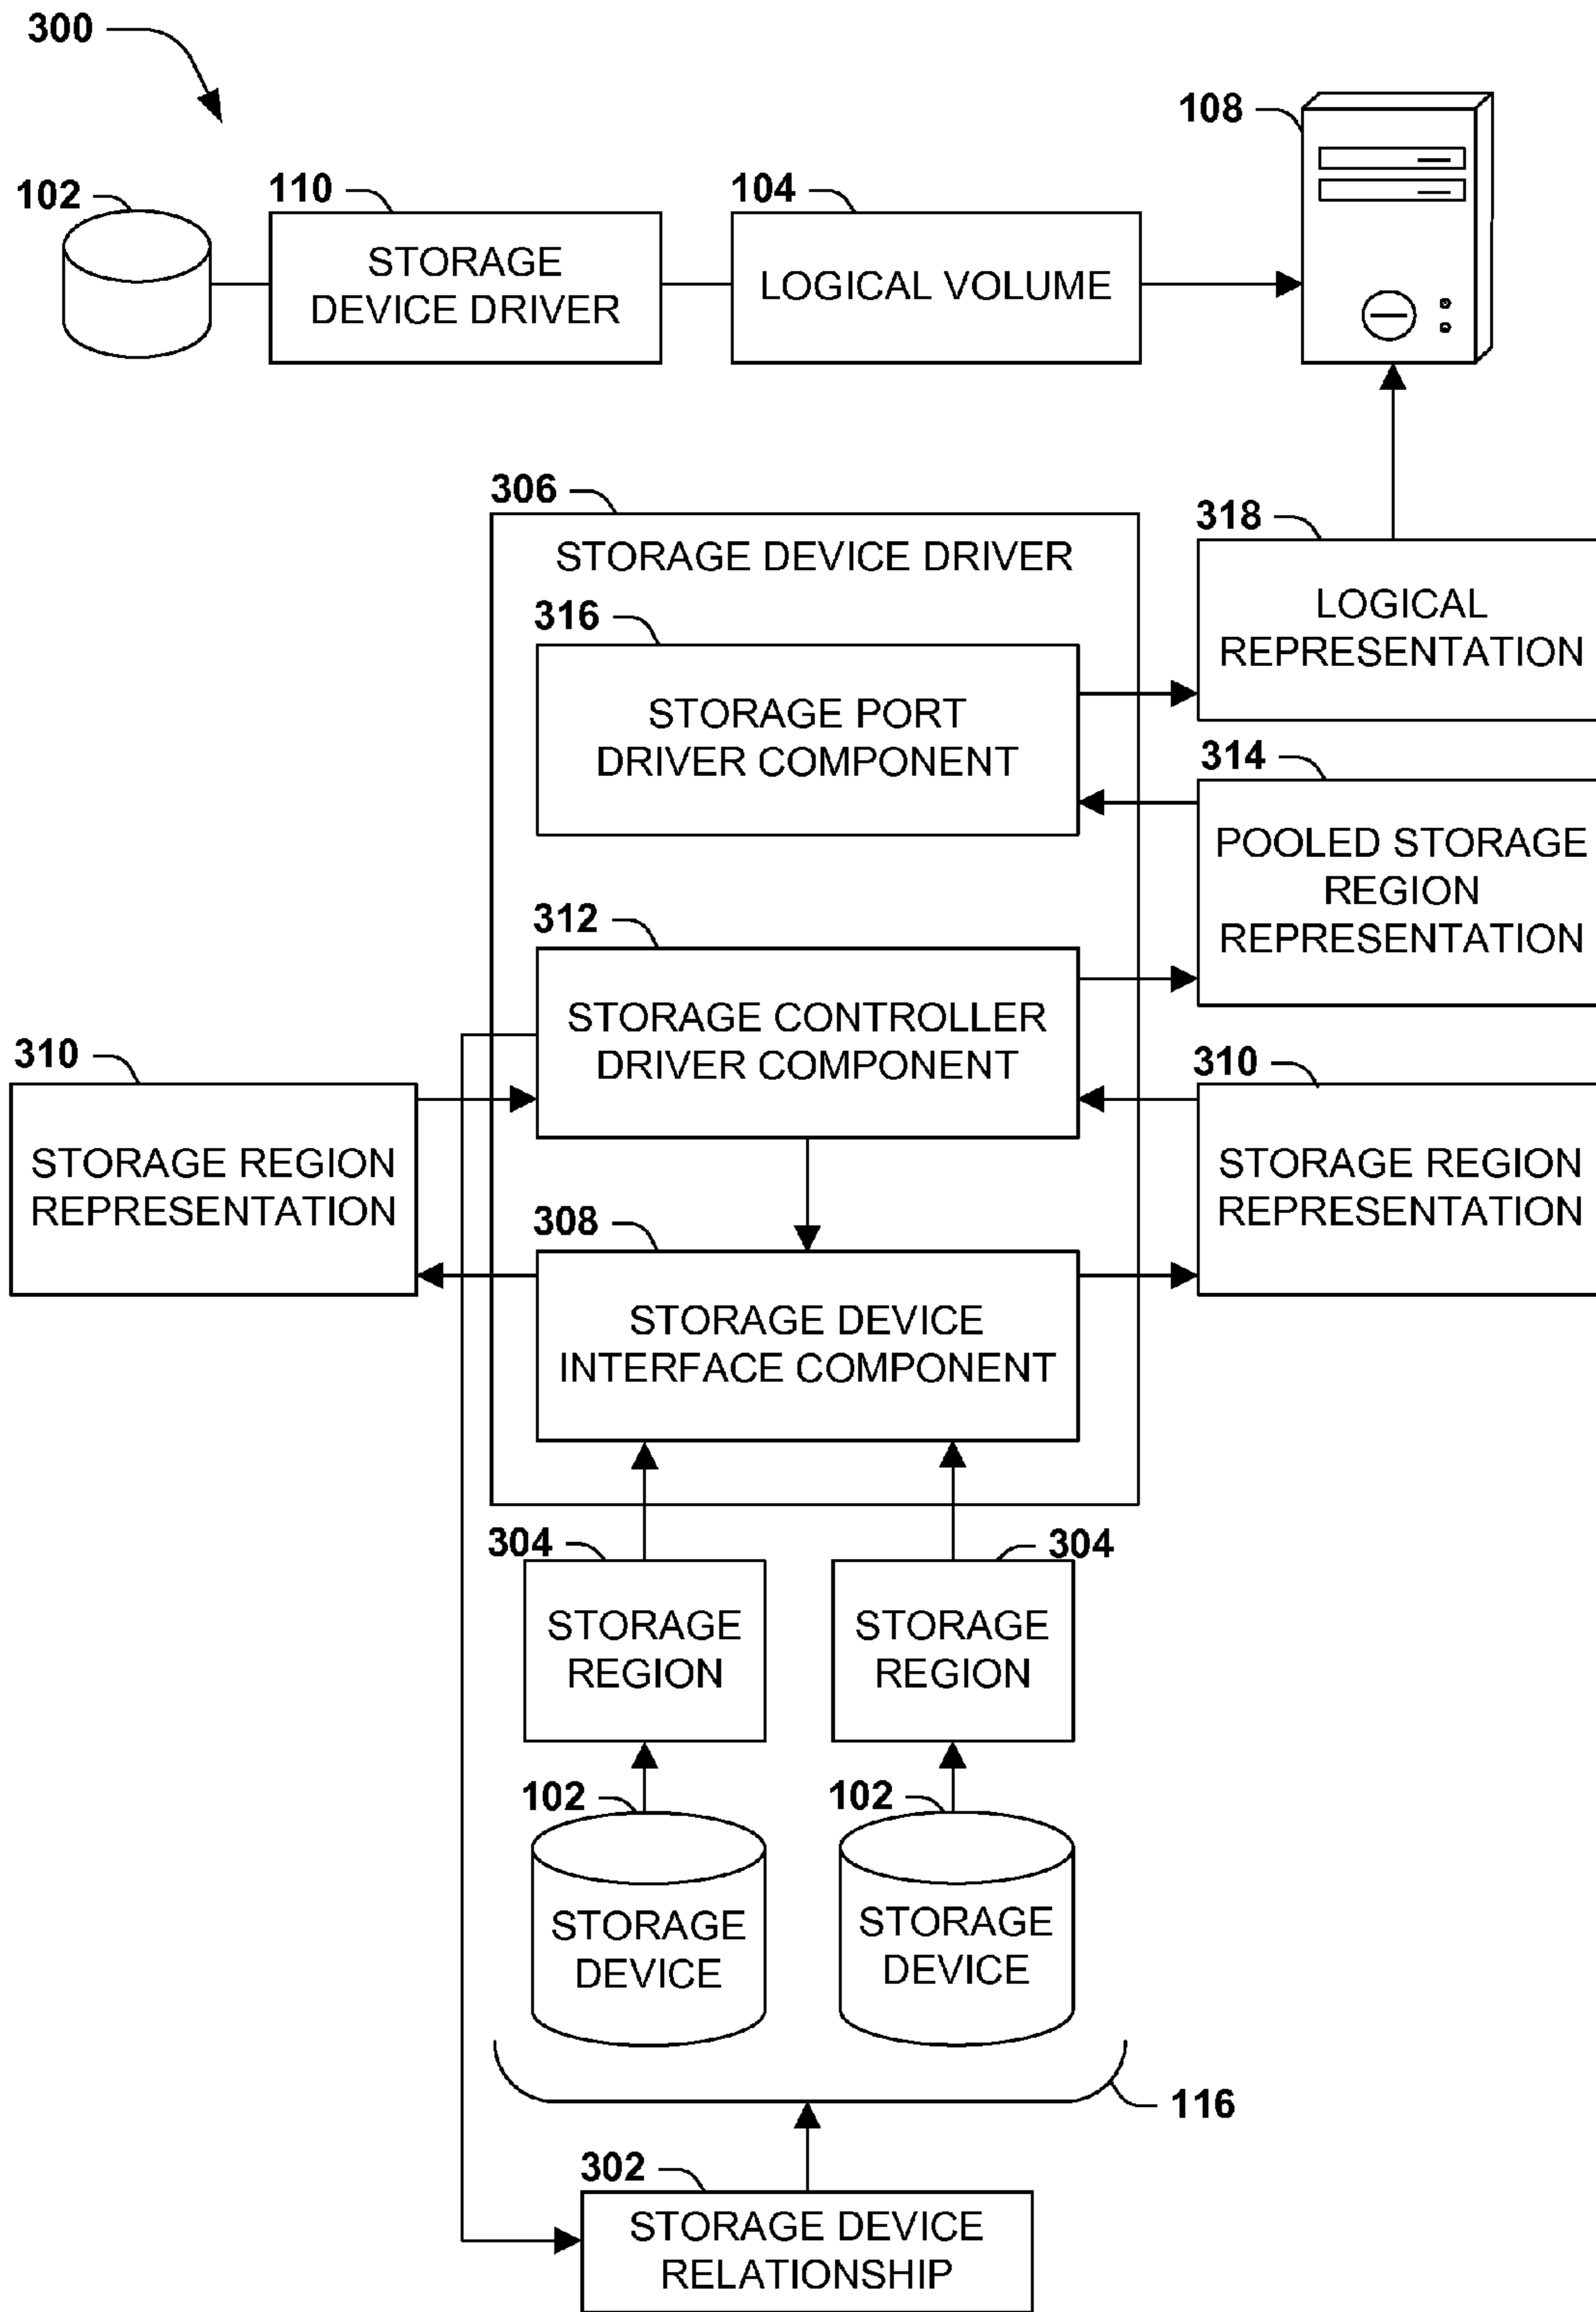 300
108
102
110
104
STORAGE
DEVICE DRIVER
LOGICAL VOLUME
306
STORAGE DEVICE DRIVER
318
LOGICAL
REPRESENTATION
316
STORAGE PORT
DRIVER COMPONENT
314
POOLED STORAGE
REGION
REPRESENTATION
312
STORAGE CONTROLLER
DRIVER COMPONENT
310
STORAGE REGION
REPRESENTATION
310
STORAGE REGION
REPRESENTATION
308
STORAGE DEVICE
INTERFACE COMPONENT
304
STORAGE
REGION
304
STORAGE
REGION
102
STORAGE
DEVICE
102
STORAGE
DEVICE
116
302
STORAGE DEVICE
RELATIONSHIP